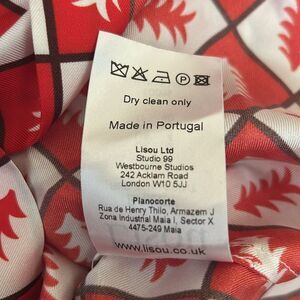 Dry clean only
Made in Portugal
Lisou Ltd
Studio 99
Westbourne Studios
242 Acklam Road
London W10 5JJ
Planocorte
Rua de Henry Thilo, Armazem J
Zona Industrial Maia I, Sector X
4475-249 Maia
www.lisou.co.uk